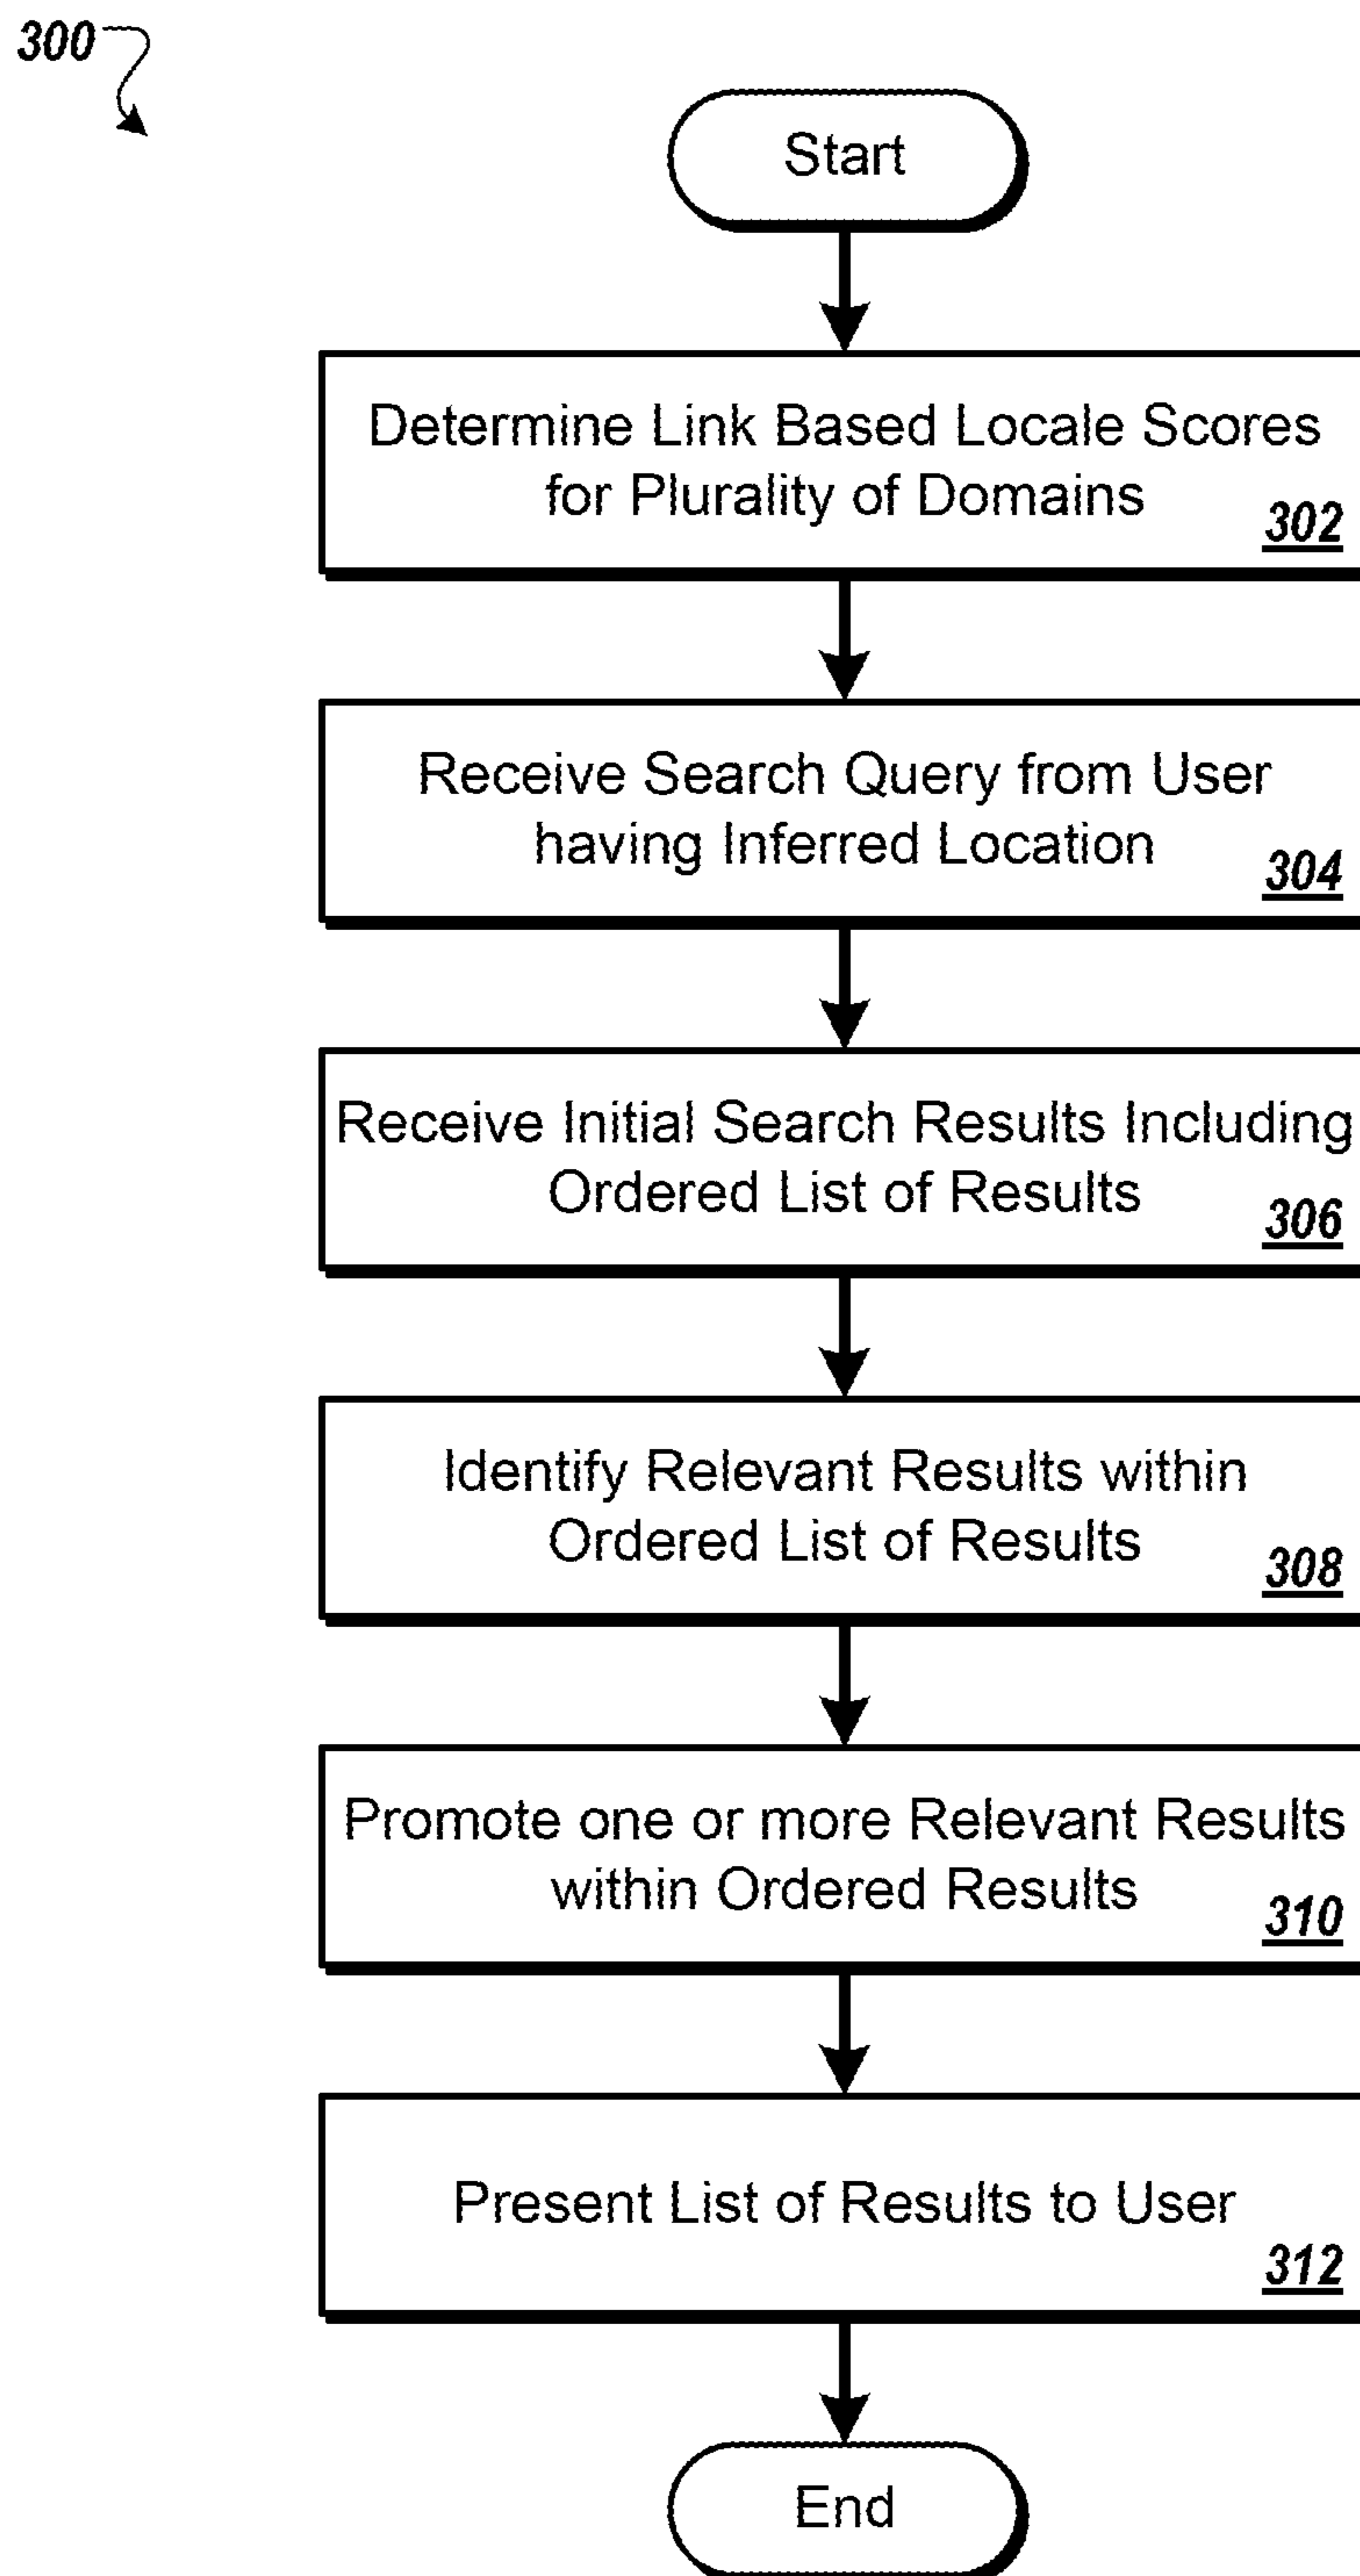 300
Start
Determine Link Based Locale Scores
for Plurality of Domains
302
Receive Search Query from User
having Inferred Location
304
Receive Initial Search Results Including
Ordered List of Results
306
Identify Relevant Results within
Ordered List of Results
308
Promote one or more Relevant Results
within Ordered Results
310
Present List of Results to User
312
End